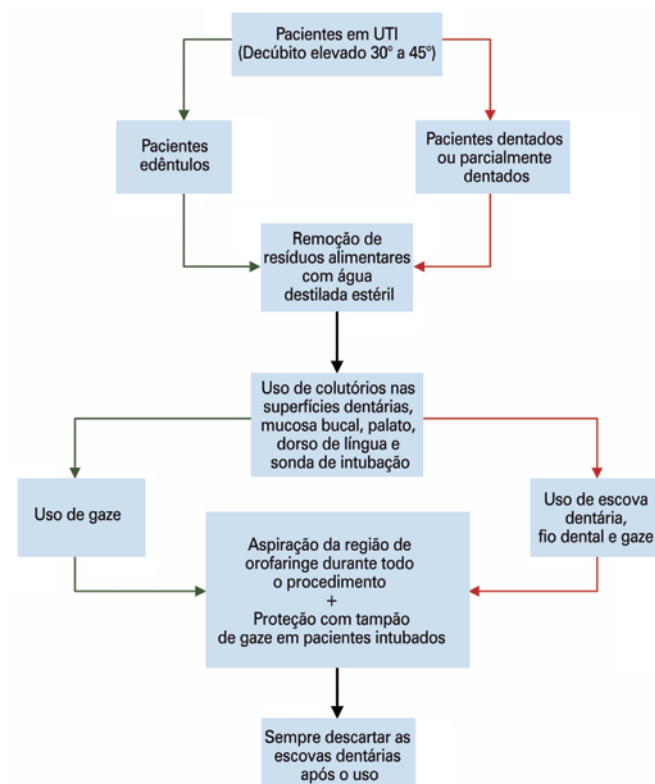 Pacientes em UTI
(Decúbito elevado 30° a 45°)
Pacientes
edêntulos
Pacientes dentados
ou parcialmente
dentados
Remoção de
resíduos alimentares
com água
destilada estéril
Uso de colutórios nas
superfícies dentárias,
mucosa bucal, palato,
dorso de língua e
sonda de intubação
Uso de gaze
Uso de escova
dentária,
fio dental e gaze
Aspiração da região de
orofaringe durante todo
o procedimento
+
Proteção com tampão
de gaze em pacientes intubados
Sempre descartar as
escovas dentárias
após o uso